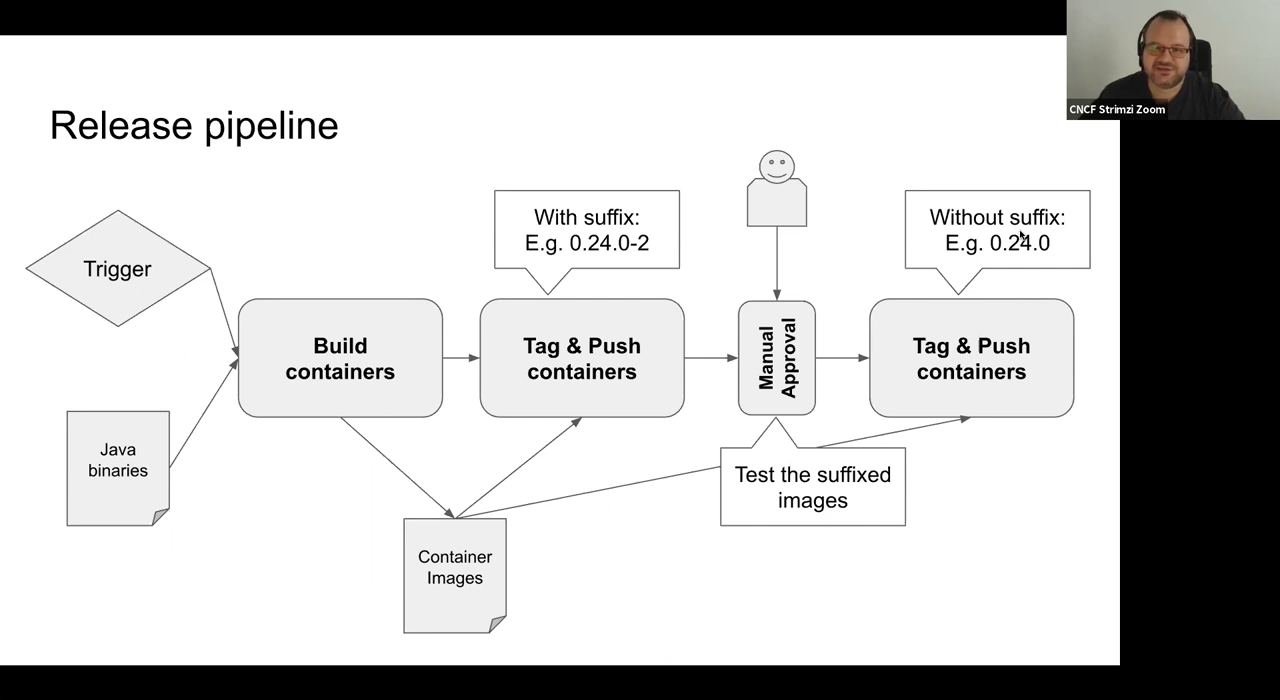 CNCF Strimzi Zoom
Release pipeline
With suffix:
E.g. 0.24.0-2
Without suffix:
E.g. 0.24.0
Trigger
Build
containers
Tag & Push
containers
Manual
Approval
Tag & Push
containers
Java
binaries
Test the suffixed
images
Container
Images